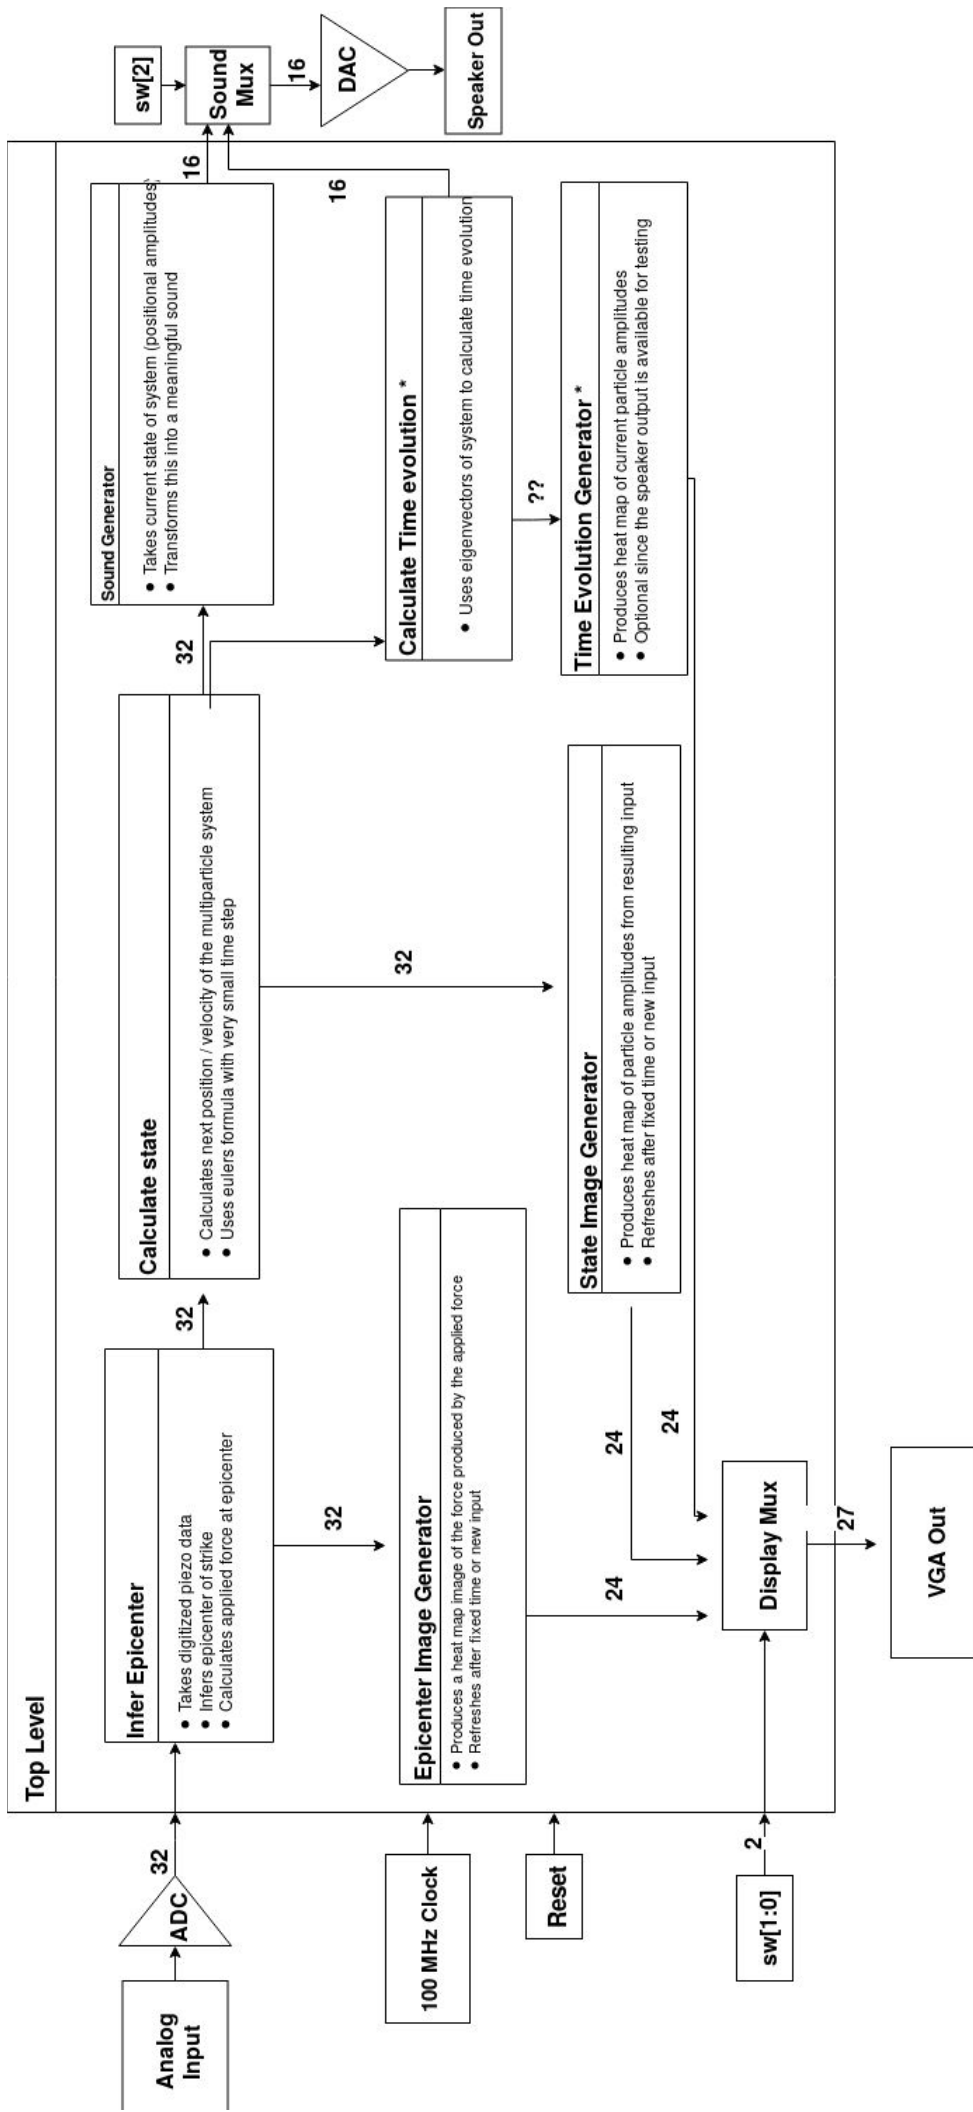 Top Level
Analog
Input
ADC
32
Infer Epicenter
● Takes digitized piezo data
● Infers epicenter of strike
● Calculates applied force at epicenter
32
Calculate state
● Calculates next position / velocity of the multiparticle system
● Uses eulers formula with very small time step
32
Sound Generator
● Takes current state of system (positional amplitudes)
● Transforms this into a meaningful sound
16
sw[2]
Sound
Mux
16
DAC
Speaker Out
100 MHz Clock
32
Epicenter Image Generator
● Produces a heat map image of the force produced by the applied force
● Refreshes after fixed time or new input
32
Calculate Time evolution *
● Uses eigenvectors of system to calculate time evolution
16
Reset
State Image Generator
● Produces heat map of particle amplitudes from resulting input
● Refreshes after fixed time or new input
??
Time Evolution Generator *
● Produces heat map of current particle amplitudes
● Optional since the speaker output is available for testing
24
24
24
sw[1:0]
2
Display Mux
27
VGA Out